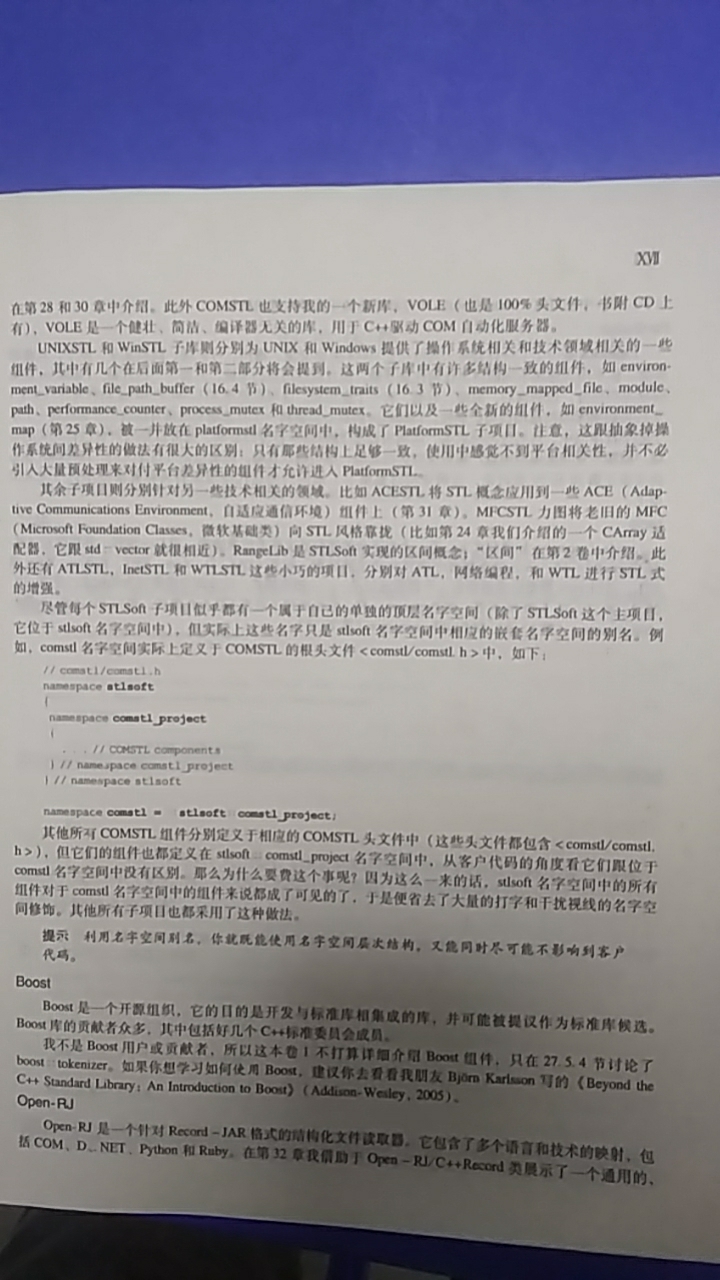 XVII
在第 28 和 30 章中介绍。此外 COMSTL 也支持我的一个新库，VOLE（也是 100% 头文件，书附 CD 上
有），VOLE 是一个健壮、简洁、编译器无关的库，用于 C++驱动 COM 自动化服务器。
UNIXSTL 和 WinSTL 子库则分别为 UNIX 和 Windows 提供了操作系统相关和技术领域相关的一些
组件，其中有几个在后面第一和第二部分将会提到。这两个子库中有许多结构一致的组件，如 environ-
ment_variable、file_path_buffer（16.4 节）、filesystem_traits（16.3 节）、memory_mapped_file、module、
path、performance_counter、process_mutex 和 thread_mutex。它们以及一些全新的组件，如 environment_
map（第 25 章），被一并放在 platformstl 名字空间中，构成了 PlatformSTL 子项目。注意，这跟抽象掉操
作系统间差异性的做法有很大的区别：只有那些结构上足够一致，使用中感觉不到平台相关性，并不必
引入大量预处理来对付平台差异性的组件才允许进入 PlatformSTL。
其余子项目则分别针对另一些技术相关的领域。比如 ACESTL 将 STL 概念应用到一些 ACE（Adap-
tive Communications Environment，自适应通信环境）组件上（第 31 章）。MFCSTL 力图将老旧的 MFC
(Microsoft Foundation Classes，微软基础类）向 STL 风格靠拢（比如第 24 章我们介绍的一个 CArray 适
配器，它跟 std vector 就很相近）。RangeLib 是 STLSoft 实现的区间概念；“区间”在第 2 卷中介绍。此
外还有 ATLSTL，InetSTL 和 WTLSTL 这些小巧的项目，分别对 ATL，网络编程，和 WTL 进行 STL 式
的增强。
尽管每个 STLSoft 子项目似乎都有一个属于自己的单独的顶层名字空间（除了 STLSoft 这个主项目，
它位于 stlsoft 名字空间中），但实际上这些名字只是 stlsoft 名字空间中相应的嵌套名字空间的别名。例
如，comstl 名字空间实际上定义于 COMSTL 的根头文件 <comstl/comstl. h> 中，如下：
// comstl/comstl.h
namespace stlsoft
{
namespace comstl_project
{
. . . // COMSTL components
} // namespace comstl_project
} // namespace stlsoft
namespace comstl = stlsoft comstl_project;
其他所有 COMSTL 组件分别定义于相应的 COMSTL 头文件中（这些头文件都包含 <comstl/comstl.
h>），但它们的组件也都定义在 stlsoft comstl_project 名字空间中，从客户代码的角度看它们跟位于
comstl 名字空间中没有区别。那么为什么要费这个事呢？因为这么一来的话，stlsoft 名字空间中的所有
组件对于 comstl 名字空间中的组件来说都成了可见的了，于是便省去了大量的打字和干扰视线的名字空
间修饰。其他所有子项目也都采用了这种做法。
提示 利用名字空间别名，你就既能使用名字空间层次结构，又能同时尽可能不影响到客户
代码。
Boost
Boost 是一个开源组织，它的目的是开发与标准库相集成的库，并可能被提议作为标准库候选。
Boost 库的贡献者众多，其中包括好几个 C++标准委员会成员。
我不是 Boost 用户或贡献者，所以这本卷 1 不打算详细介绍 Boost 组件，只在 27.5.4 节讨论了
boost tokenizer。如果你想学习如何使用 Boost，建议你去看看我朋友 Björn Karlsson 写的《Beyond the
C++ Standard Library: An Introduction to Boost》（Addison-Wesley，2005）。
Open-RJ
Open-RJ 是一个针对 Record – JAR 格式的结构化文件读取器。它包含了多个语言和技术的映射，包
括 COM、D、. NET、Python 和 Ruby。在第 32 章我借助于 Open – RJ/C++Record 类展示了一个通用的，